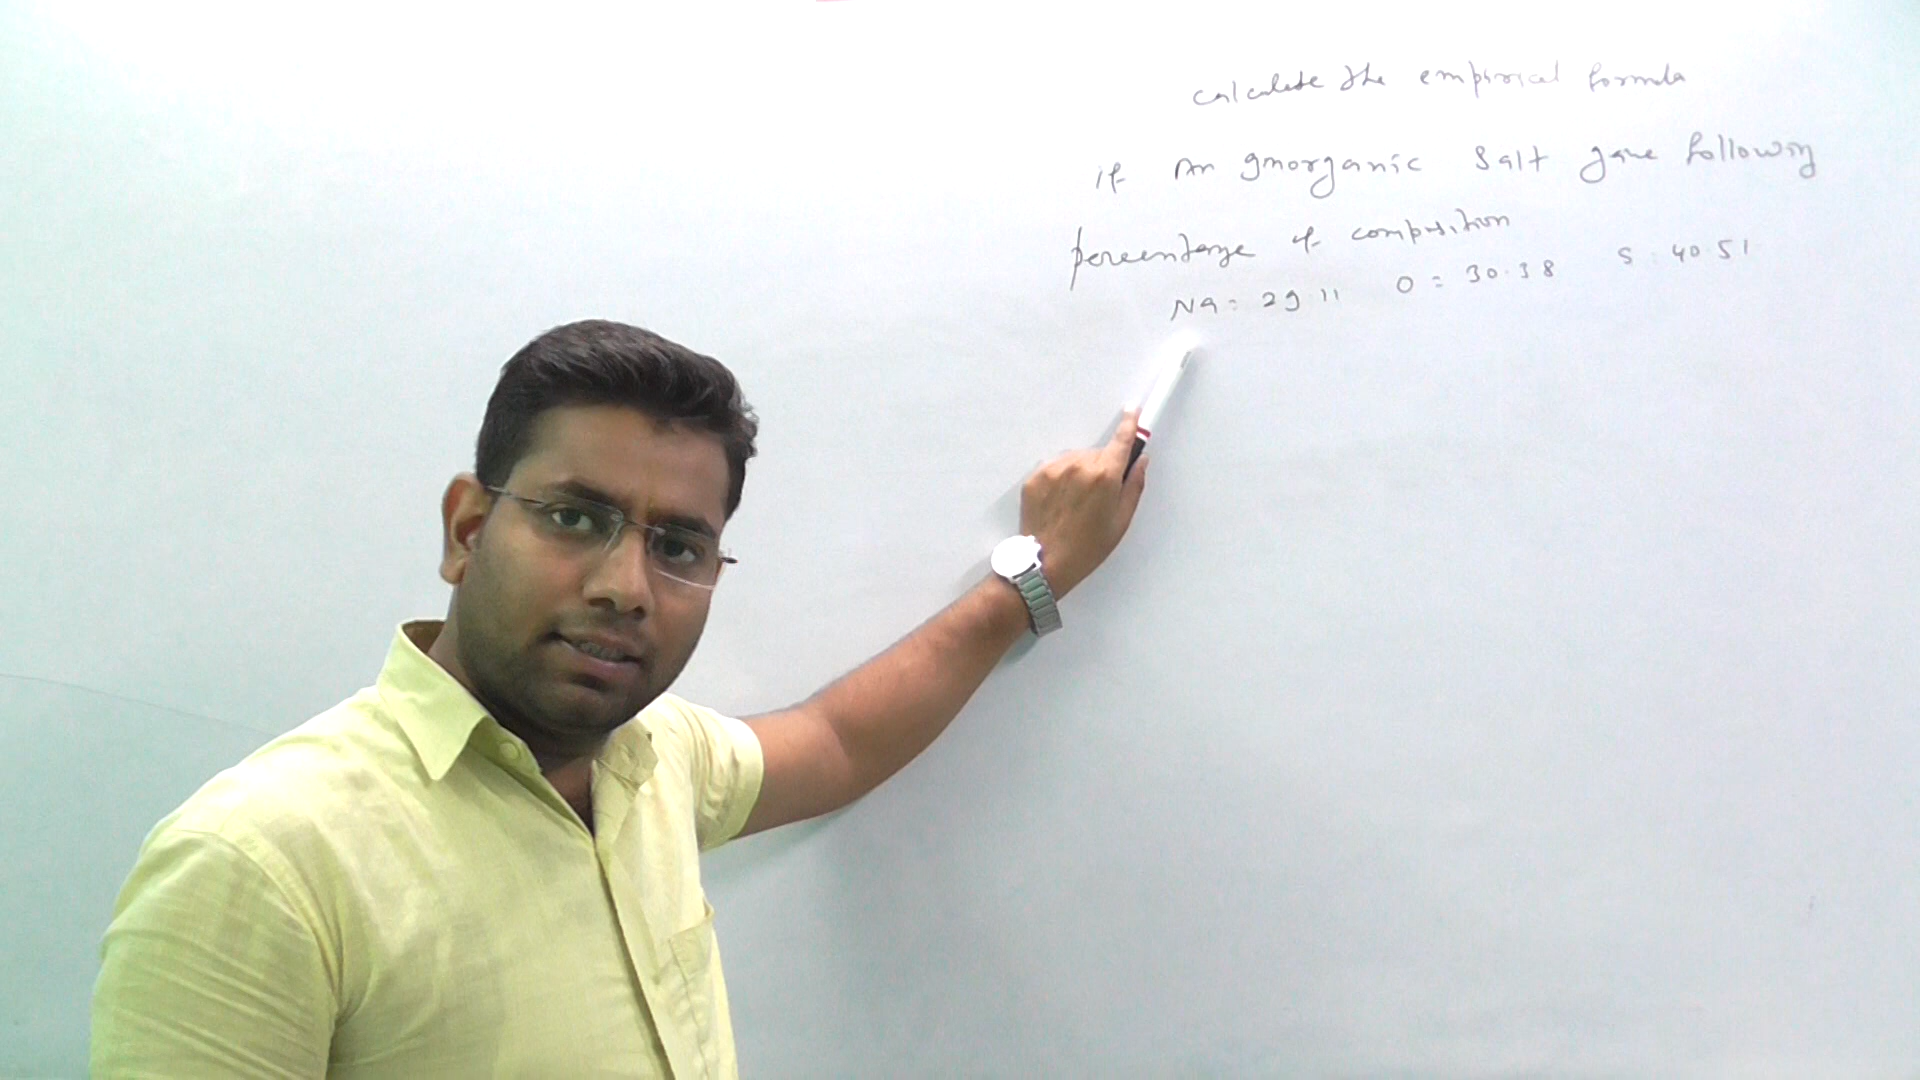 calculate the empirical formula
if An Inorganic Salt gave following
percentage of composition
Na = 29.11 O = 30.38 S : 40.51